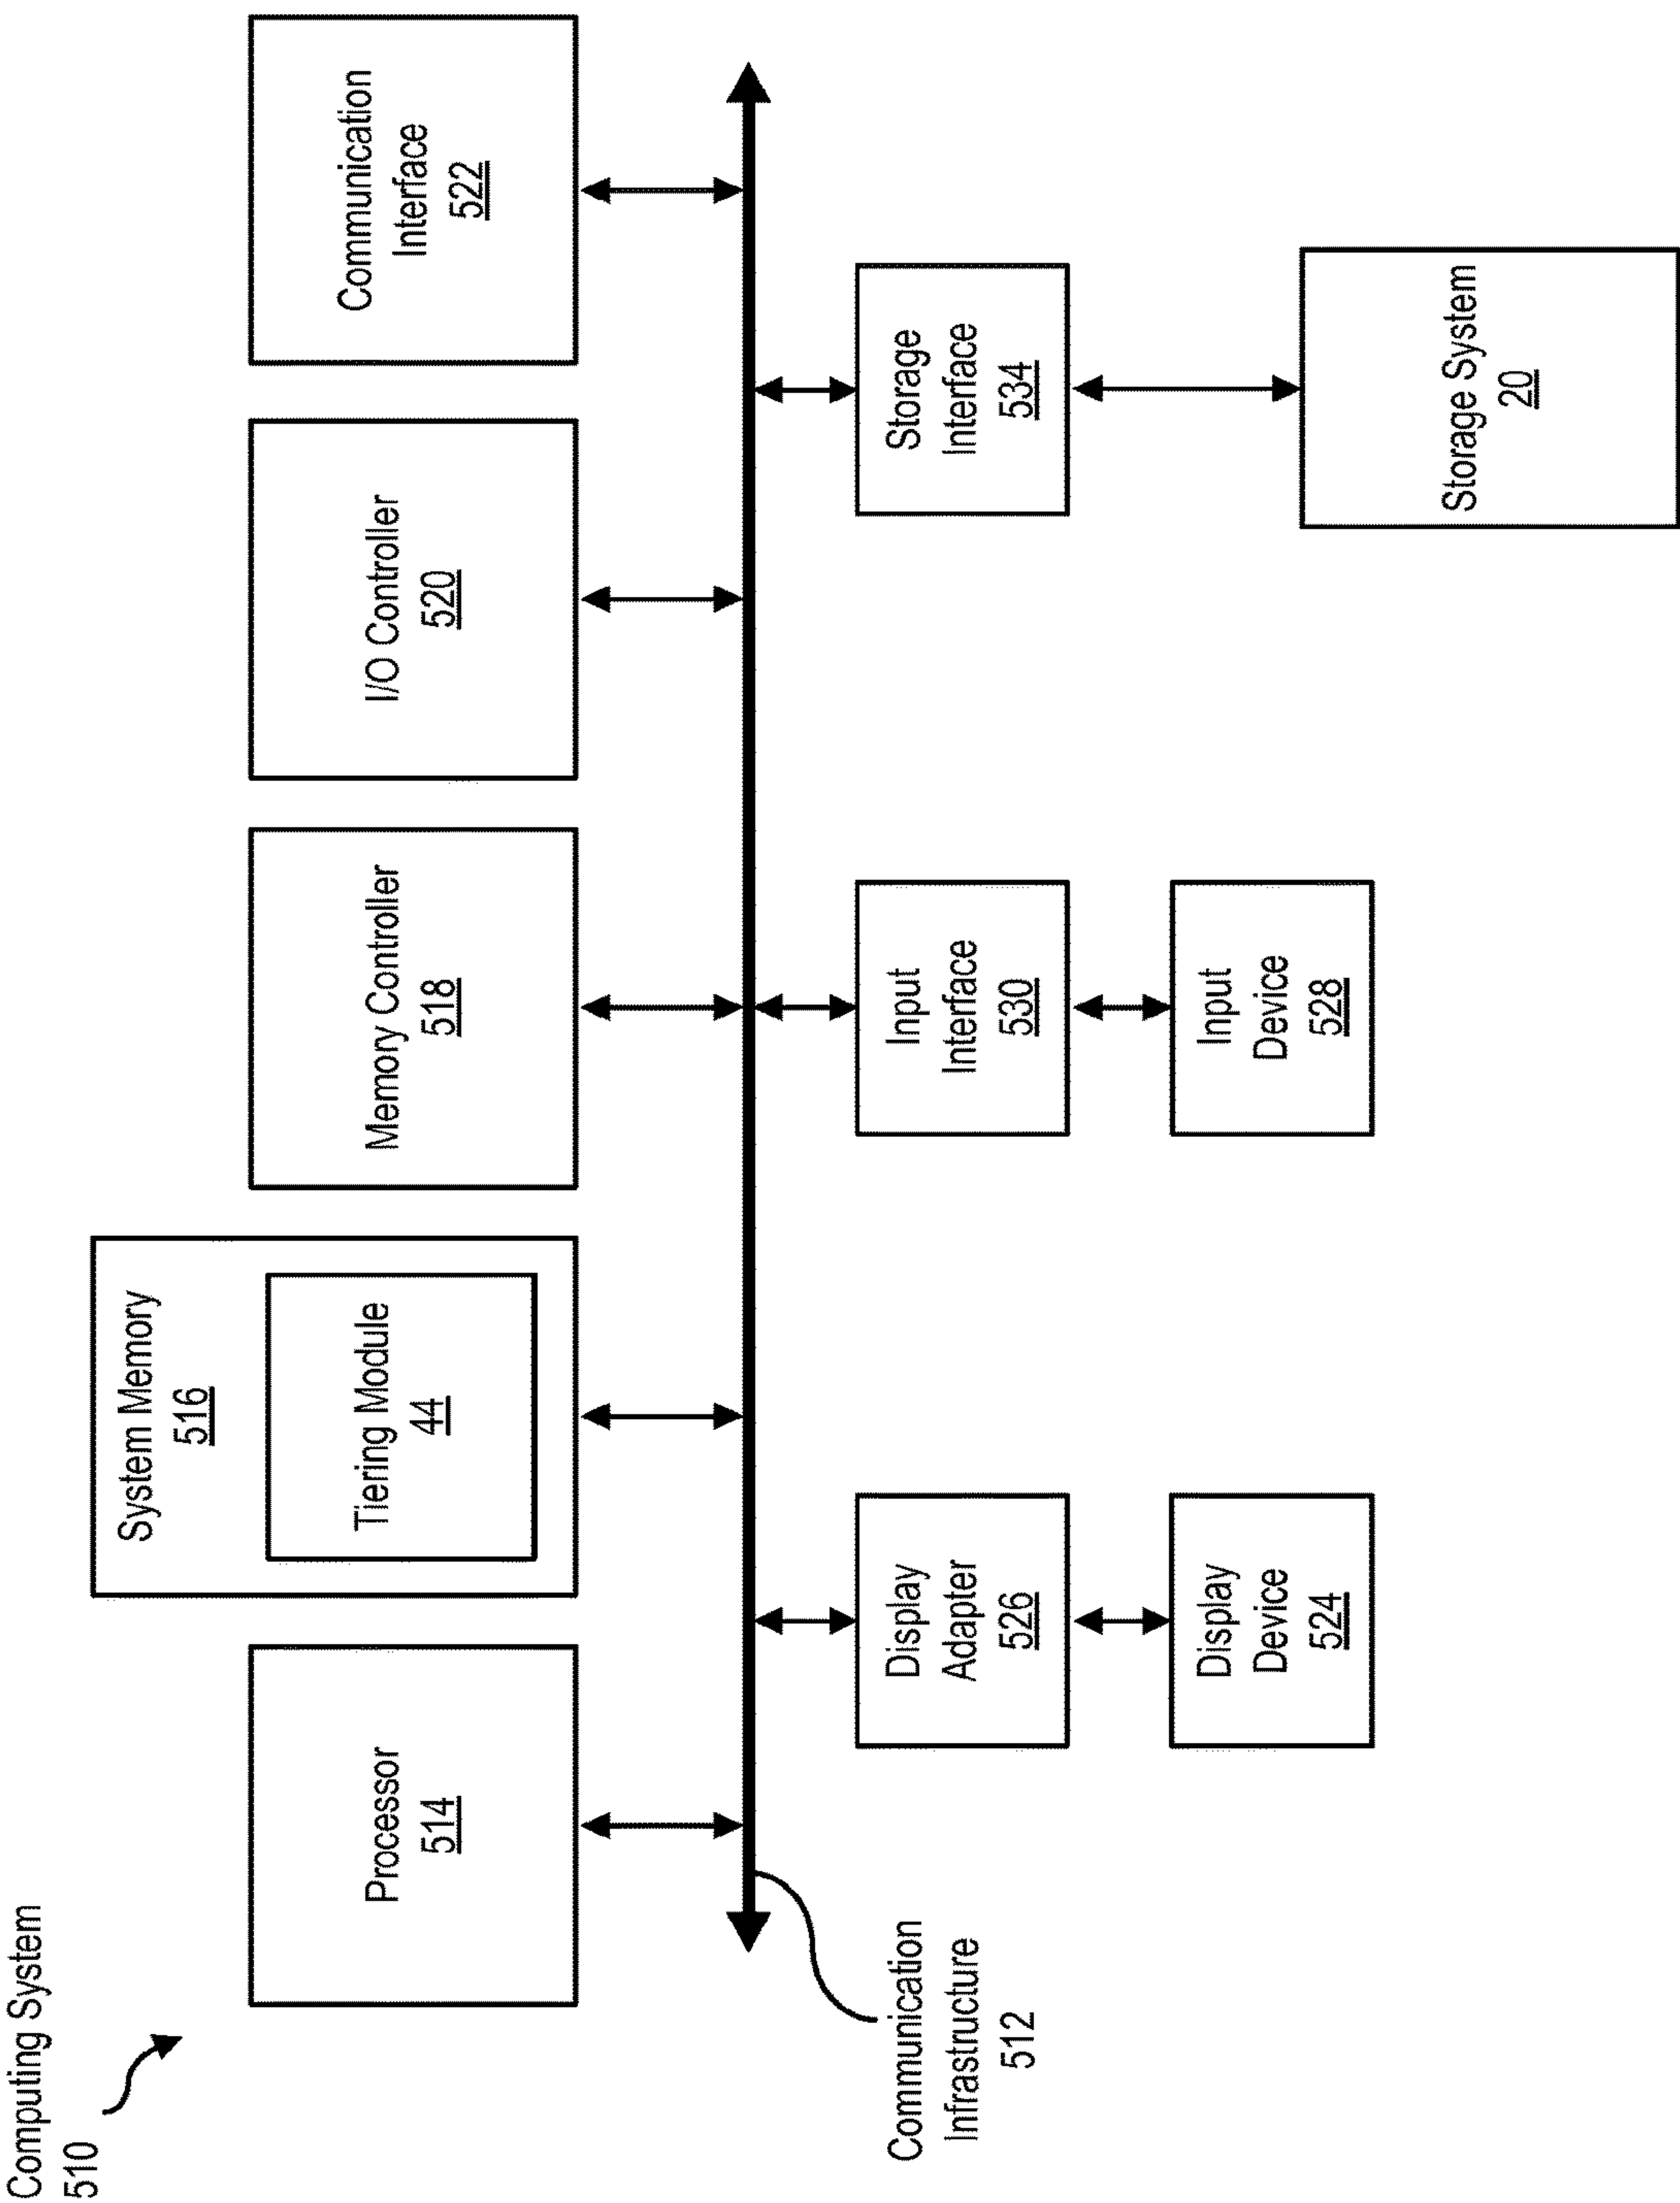 Computing System
510
Processor
514
System Memory
516
Tiering Module
44
Memory Controller
518
I/O Controller
520
Communication
Interface
522
Communication
Infrastructure
512
Display
Adapter
526
Input
Interface
530
Storage
Interface
534
Display
Device
524
Input
Device
528
Storage System
20